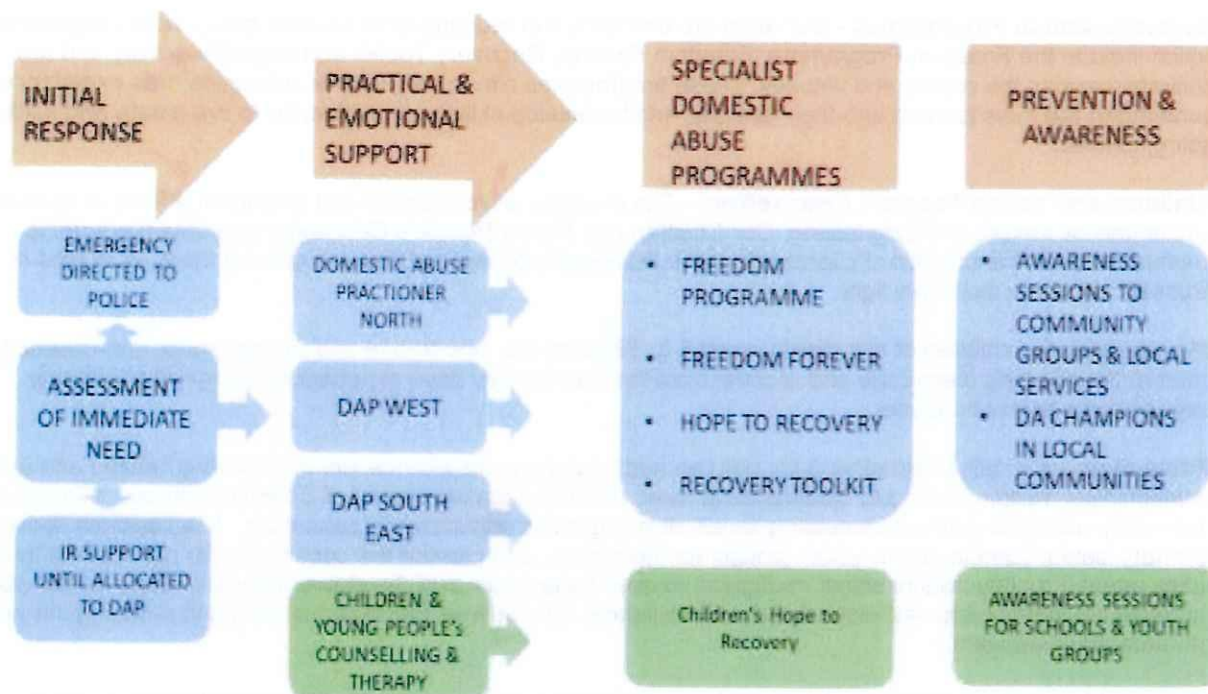 INITIAL
RESPONSE
PRACTICAL &
EMOTIONAL
SUPPORT
SPECIALIST
DOMESTIC
ABUSE
PROGRAMMES
PREVENTION &
AWARENESS
EMERGENCY
DIRECTED TO
POLICE
ASSESSMENT
OF IMMEDIATE
NEED
IR SUPPORT
UNTIL ALLOCATED
TO DAP
DOMESTIC ABUSE
PRACTIONER
NORTH
DAP WEST
DAP SOUTH
EAST
CHILDREN &
YOUNG PEOPLE's
COUNSELLING &
THERAPY
• FREEDOM
PROGRAMME
• FREEDOM FOREVER
• HOPE TO RECOVERY
• RECOVERY TOOLKIT
Children's Hope to
Recovery
• AWARENESS
SESSIONS TO
COMMUNITY
GROUPS & LOCAL
SERVICES
• DA CHAMPIONS
IN LOCAL
COMMUNITIES
AWARENESS SESSIONS
FOR SCHOOLS & YOUTH
GROUPS